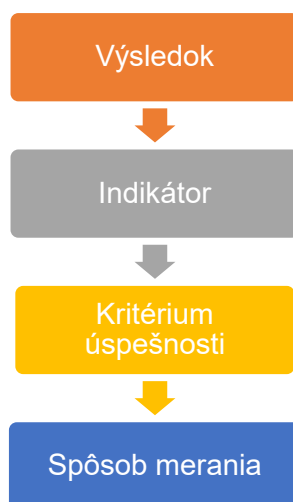 Výsledok
Indikátor
Kritérium
úspešnosti
Spôsob merania